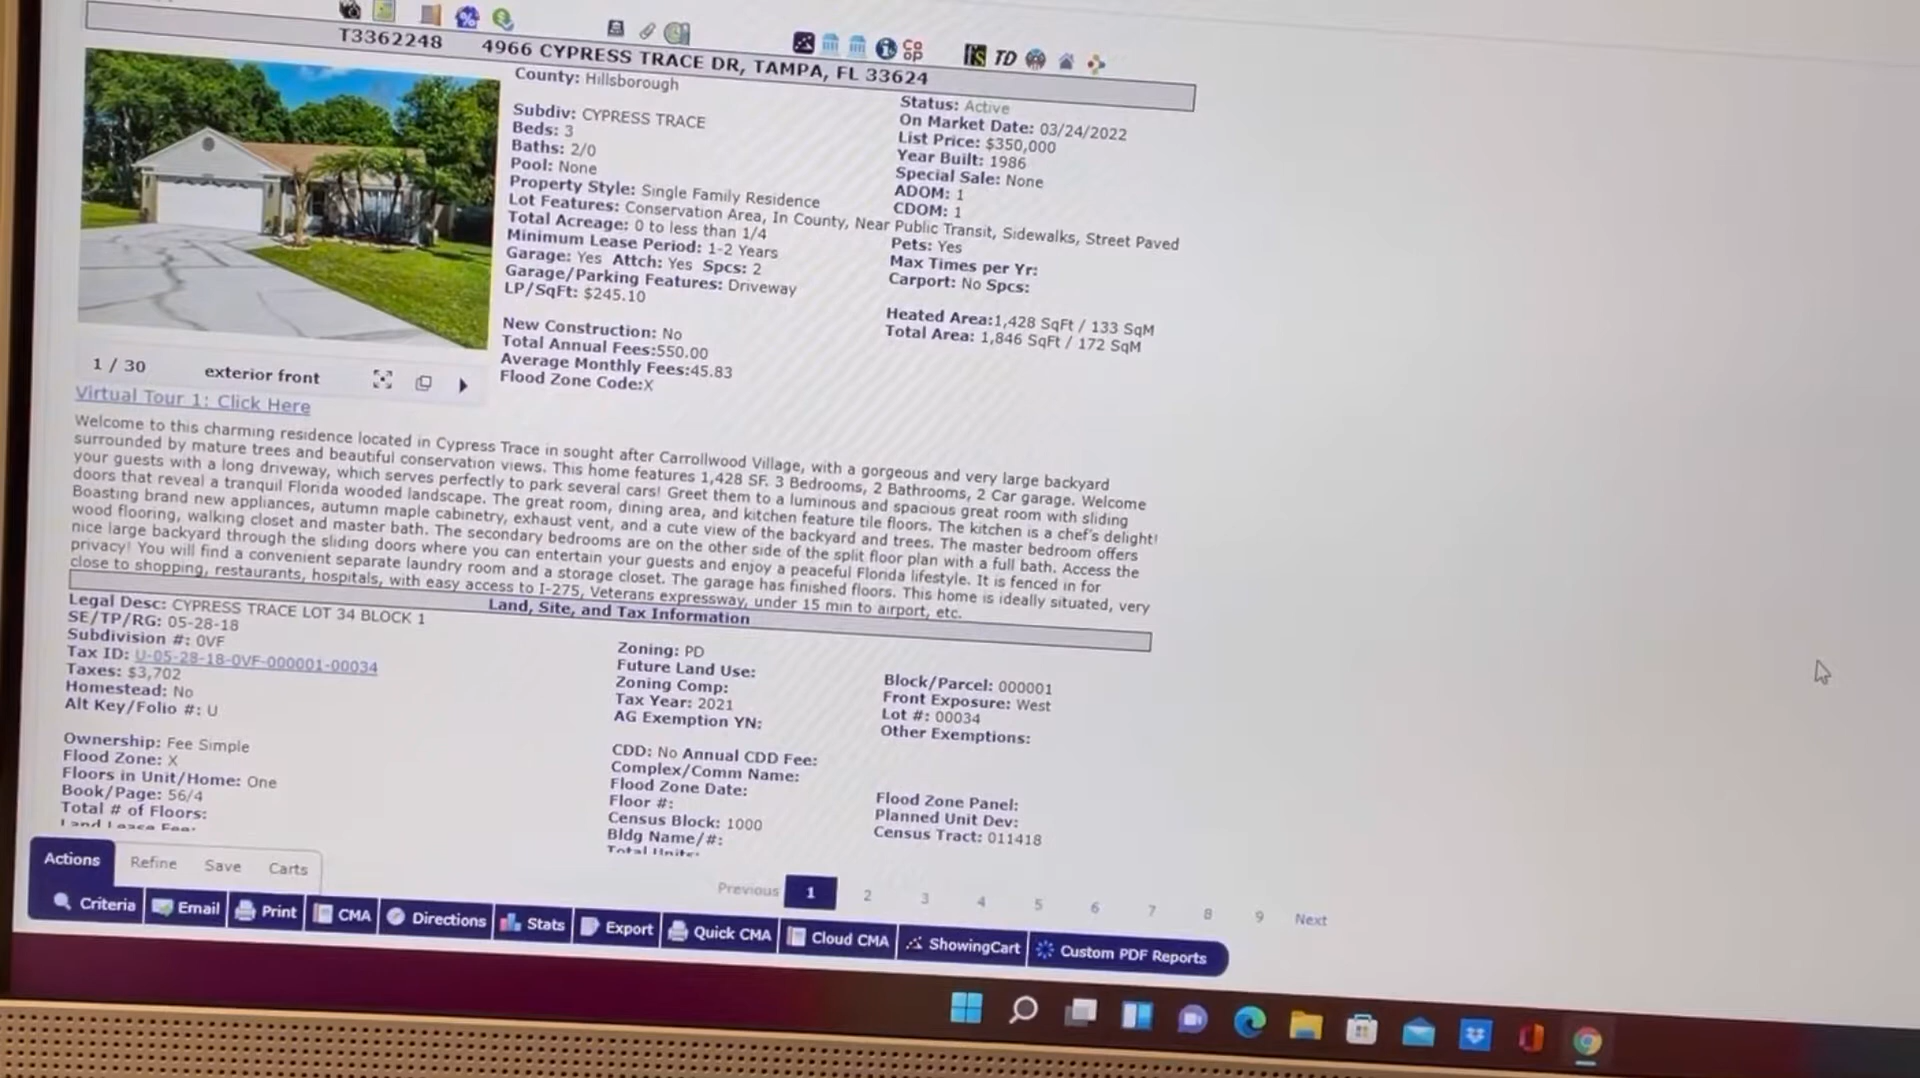 T3362248 4966 CYPRESS TRACE DR, TAMPA, FL 33624
County: Hillsborough
Status: Active
Subdiv: CYPRESS TRACE
On Market Date: 03/24/2022
Beds: 3
List Price: $350,000
Baths: 2/0
Year Built: 1986
Pool: None
Special Sale: None
Property Style: Single Family Residence
ADOM: 1
CDOM: 1
Lot Features: Conservation Area, In County, Near Public Transit, Sidewalks, Street Paved
Total Acreage: 0 to less than 1/4
Pets: Yes
Minimum Lease Period: 1-2 Years
Max Times per Yr:
Garage: Yes Attch: Yes Spcs: 2
Carport: No Spcs:
Garage/Parking Features: Driveway
LP/SqFt: $245.10
Heated Area:1,428 SqFt / 133 SqM
Total Area: 1,846 SqFt / 172 SqM
New Construction: No
Total Annual Fees:550.00
Average Monthly Fees:45.83
Flood Zone Code:X
Co
op
TD
1 / 30 exterior front
Virtual Tour 1: Click Here
Welcome to this charming residence located in Cypress Trace in sought after Carrollwood Village, with a gorgeous and very large backyard
surrounded by mature trees and beautiful conservation views. This home features 1,428 SF. 3 Bedrooms, 2 Bathrooms, 2 Car garage. Welcome
your guests with a long driveway, which serves perfectly to park several cars! Greet them to a luminous and spacious great room with sliding
doors that reveal a tranquil Florida wooded landscape. The great room, dining area, and kitchen feature tile floors. The kitchen is a chef's delight!
Boasting brand new appliances, autumn maple cabinetry, exhaust vent, and a cute view of the backyard and trees. The master bedroom offers
wood flooring, walking closet and master bath. The secondary bedrooms are on the other side of the split floor plan with a full bath. Access the
nice large backyard through the sliding doors where you can entertain your guests and enjoy a peaceful Florida lifestyle. It is fenced in for
privacy! You will find a convenient separate laundry room and a storage closet. The garage has finished floors. This home is ideally situated, very
close to shopping, restaurants, hospitals, with easy access to I-275, Veterans expressway, under 15 min to airport, etc.
Land, Site, and Tax Information
Legal Desc: CYPRESS TRACE LOT 34 BLOCK 1
SE/TP/RG: 05-28-18
Subdivision #: 0VF
Tax ID: U-05-28-18-0VF-000001-00034
Taxes: $3,702
Homestead: No
Alt Key/Folio #: U
Zoning: PD
Future Land Use:
Zoning Comp:
Tax Year: 2021
AG Exemption YN:
Block/Parcel: 000001
Front Exposure: West
Lot #: 00034
Other Exemptions:
Ownership: Fee Simple
Flood Zone: X
Floors in Unit/Home: One
Book/Page: 56/4
Total # of Floors:
Land Lease Fee:
CDD: No Annual CDD Fee:
Complex/Comm Name:
Flood Zone Date:
Floor #:
Census Block: 1000
Bldg Name/#:
Total Units:
Flood Zone Panel:
Planned Unit Dev:
Census Tract: 011418
Actions Refine Save Carts
Previous 1 2 3 4 5 6 7 8 9 Next
Criteria Email Print CMA Directions Stats Export Quick CMA Cloud CMA ShowingCart Custom PDF Reports